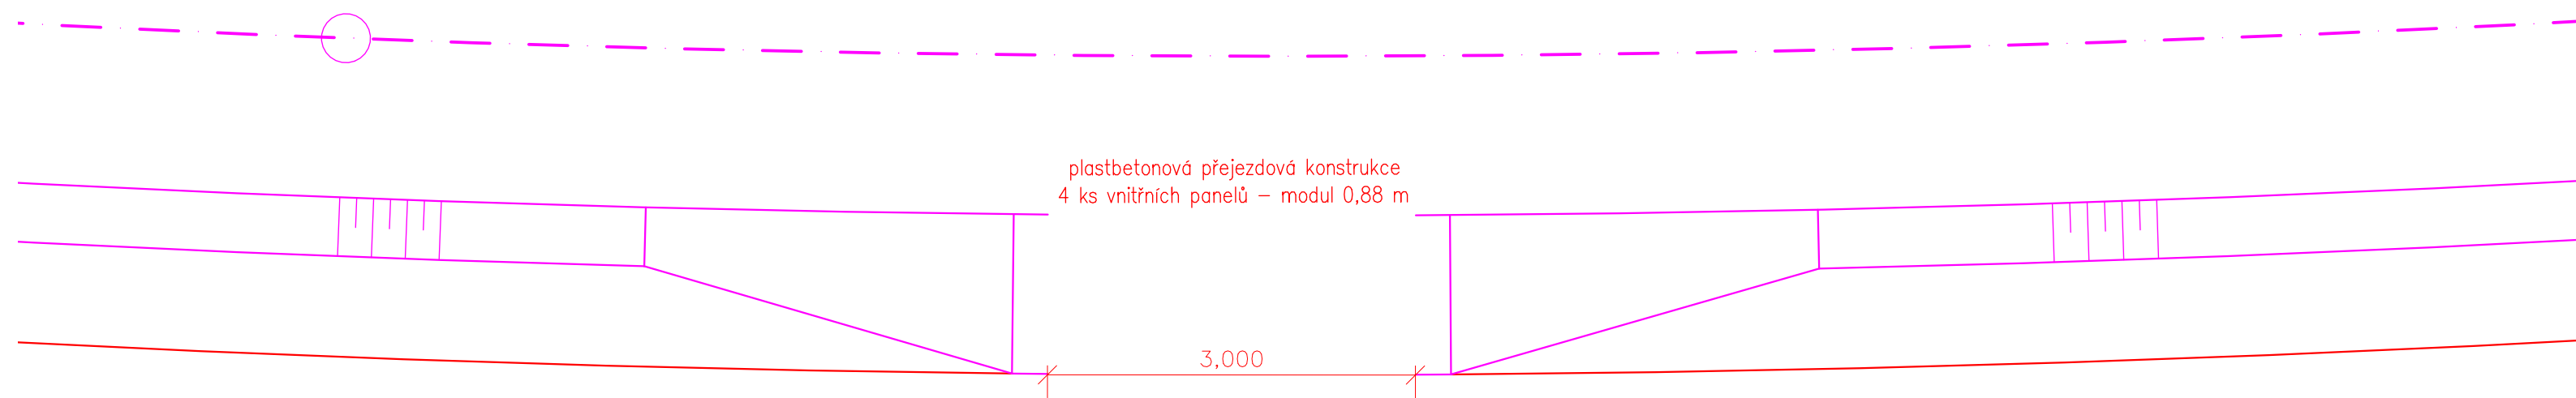 plastbetonová přejezdová konstrukce
4 ks vnitřních panelů – modul 0,88 m
3,000